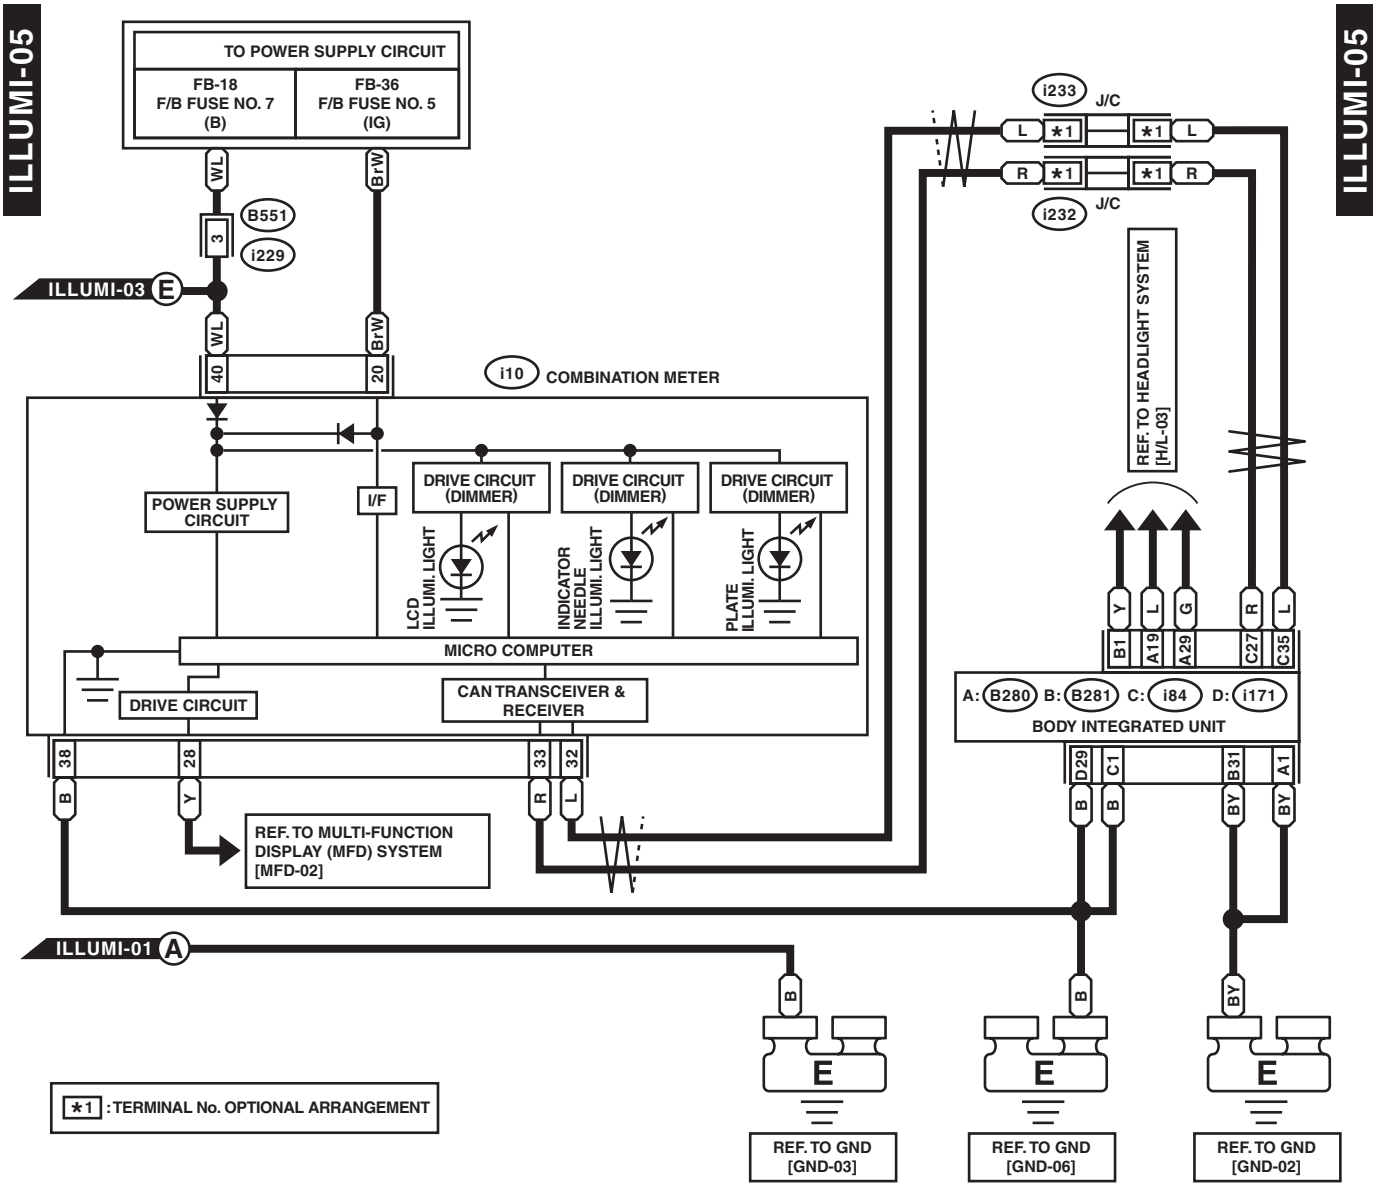 ILLUMI-05
ILLUMI-05
TO POWER SUPPLY CIRCUIT
FB-18
F/B FUSE NO. 7
(B)
FB-36
F/B FUSE NO. 5
(IG)
WL
BrW
3
B551
i229
ILLUMI-03 E
WL
BrW
40
20
i10 COMBINATION METER
i233
J/C
L *1 *1 L
R *1 *1 R
i232
J/C
REF. TO HEADLIGHT SYSTEM
[H/L-03]
POWER SUPPLY
CIRCUIT
I/F
DRIVE CIRCUIT
(DIMMER)
DRIVE CIRCUIT
(DIMMER)
DRIVE CIRCUIT
(DIMMER)
LCD
ILLUMI. LIGHT
INDICATOR
NEEDLE
ILLUMI. LIGHT
PLATE
ILLUMI. LIGHT
MICRO COMPUTER
DRIVE CIRCUIT
CAN TRANSCEIVER &
RECEIVER
38
28
33
32
B
Y
R
L
REF. TO MULTI-FUNCTION
DISPLAY (MFD) SYSTEM
[MFD-02]
Y
L
G
R
L
B1
A19
A29
C27
C35
A: B280 B: B281 C: i84 D: i171
BODY INTEGRATED UNIT
D29
C1
B31
A1
B
B
BY
BY
ILLUMI-01 A
B
B
BY
E
E
E
REF. TO GND
[GND-03]
REF. TO GND
[GND-06]
REF. TO GND
[GND-02]
*1 : TERMINAL No. OPTIONAL ARRANGEMENT